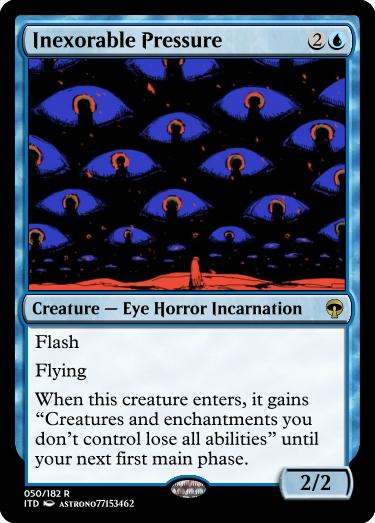 Inexorable Pressure 2
Creature — Eye Horror Incarnation
Flash
Flying
When this creature enters, it gains
“Creatures and enchantments you
don’t control lose all abilities” until
your next first main phase.
2/2
050/182 R
ITD ASTRONO77153462